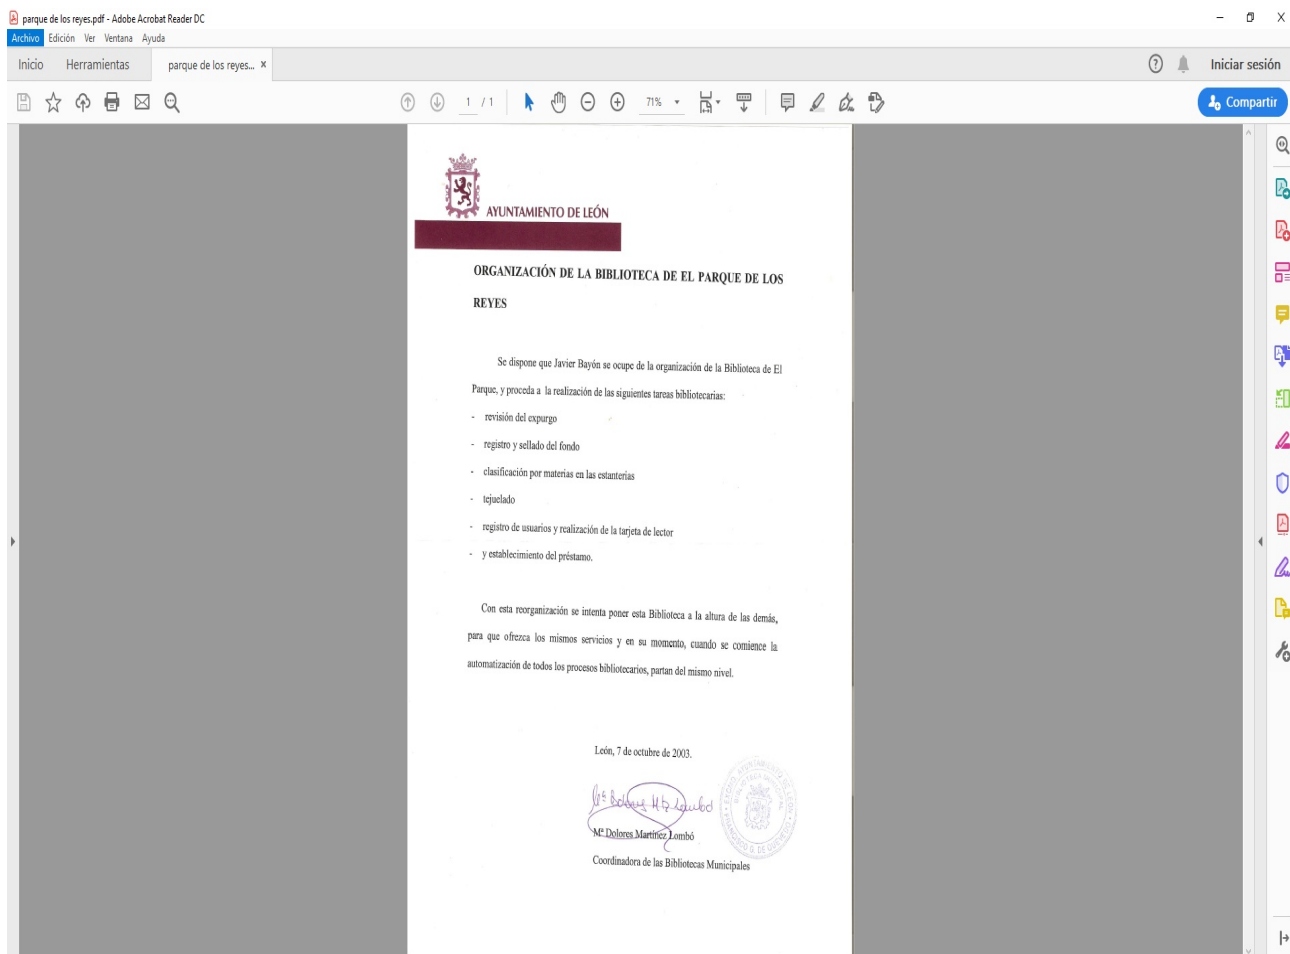 parque de los reyes.pdf - Adobe Acrobat Reader DC
Archivo Edición Ver Ventana Ayuda
Inicio Herramientas parque de los reyes... × Iniciar sesión
1 / 1 71% Compartir
AYUNTAMIENTO DE LEÓN
ORGANIZACIÓN DE LA BIBLIOTECA DE EL PARQUE DE LOS
REYES
Se dispone que Javier Bayón se ocupe de la organización de la Biblioteca de El
Parque, y proceda a la realización de las siguientes tareas bibliotecarias:
- revisión del expurgo
- registro y sellado del fondo
- clasificación por materias en las estanterias
- tejuelado
- registro de usuarios y realización de la tarjeta de lector
- y establecimiento del préstamo.
Con esta reorganización se intenta poner esta Biblioteca a la altura de las demás,
para que ofrezca los mismos servicios y en su momento, cuando se comience la
automatización de todos los procesos bibliotecarios, partan del mismo nivel.
León, 7 de octubre de 2003.
Mª Dolores Martínez Lombó
Coordinadora de las Bibliotecas Municipales